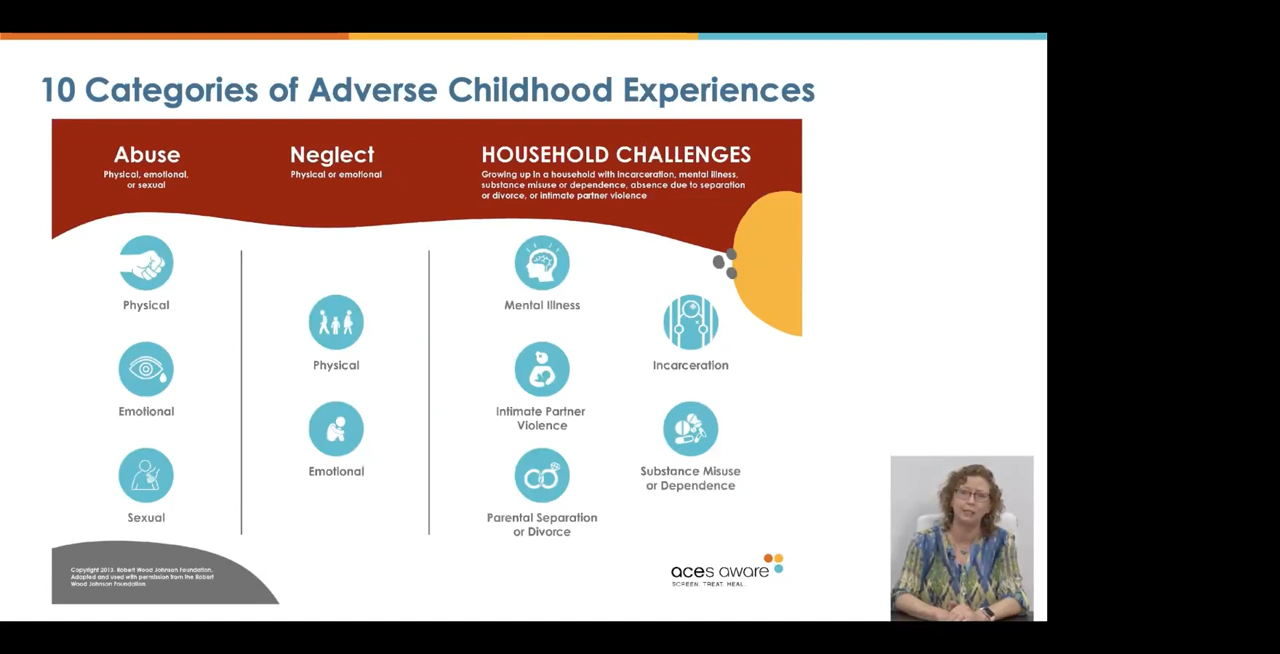 10 Categories of Adverse Childhood Experiences
Abuse
Physical, emotional,
or sexual
Neglect
Physical or emotional
HOUSEHOLD CHALLENGES
Growing up in a household with incarceration, mental illness,
substance misuse or dependence, absence due to separation
or divorce, or intimate partner violence
Physical
Emotional
Sexual
Physical
Emotional
Mental Illness
Intimate Partner
Violence
Parental Separation
or Divorce
Incarceration
Substance Misuse
or Dependence
Copyright 2013. Robert Wood Johnson Foundation.
Adapted and used with permission from the Robert
Wood Johnson Foundation
aces aware
SCREEN. TREAT. HEAL.